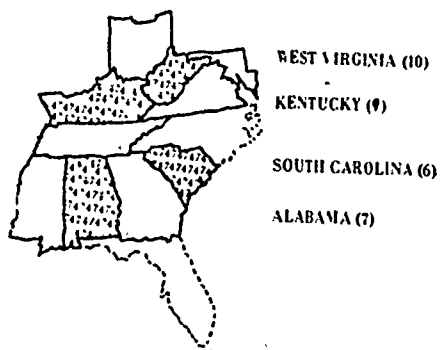 WEST VIRGINIA (10)
KENTUCKY (9)
SOUTH CAROLINA (6)
ALABAMA (7)